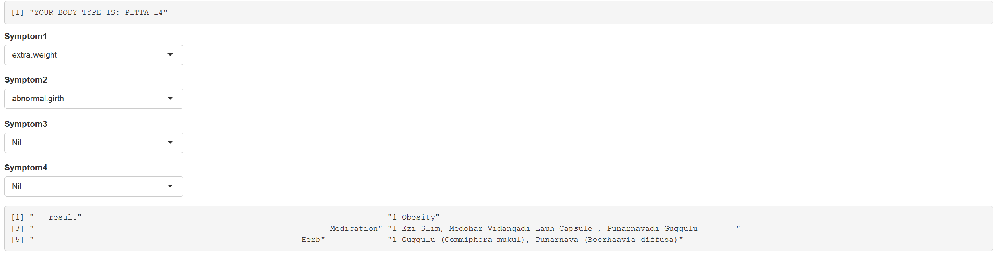 [1] "YOUR BODY TYPE IS: PITTA 14"
Symptom1
extra.weight
Symptom2
abnormal.girth
Symptom3
Nil
Symptom4
Nil
[1] "   result" "1 Obesity"
[3] " Medication" "1 Ezi Slim, Medohar Vidangadi Lauh Capsule , Punarnavadi Guggulu        "
[5] " Herb" "1 Guggulu (Commiphora mukul), Punarnava (Boerhaavia diffusa)"